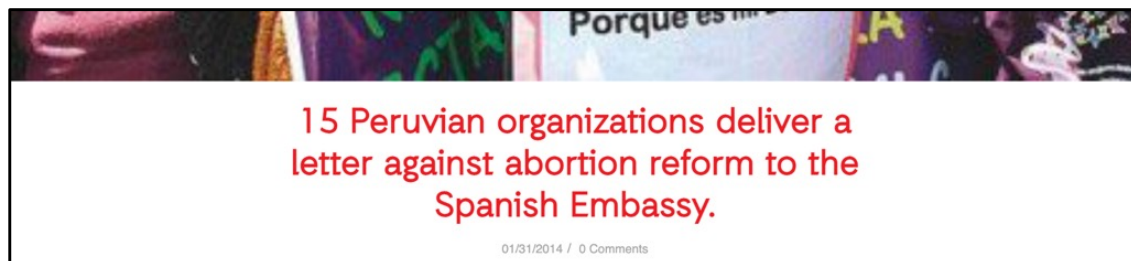 Porque es
15 Peruvian organizations deliver a
letter against abortion reform to the
Spanish Embassy.
01/31/2014 / 0 Comments